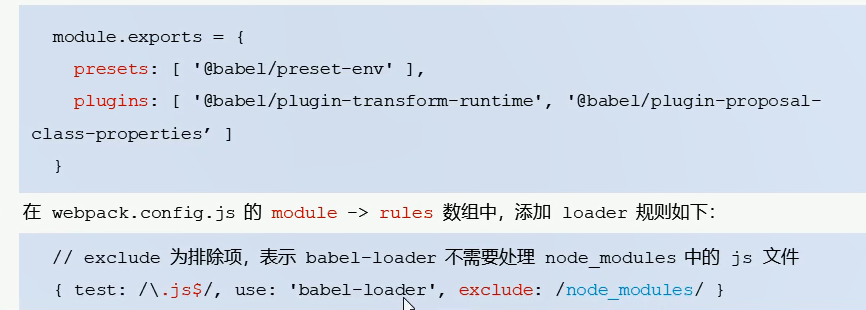 module.exports = {
presets: [ '@babel/preset-env' ],
plugins: [ '@babel/plugin-transform-runtime', '@babel/plugin-proposal-
class-properties’ ]
}
在 webpack.config.js 的 module -> rules 数组中，添加 loader 规则如下：
// exclude 为排除项，表示 babel-loader 不需要处理 node_modules 中的 js 文件
{ test: /\.js$/, use: 'babel-loader', exclude: /node_modules/ }